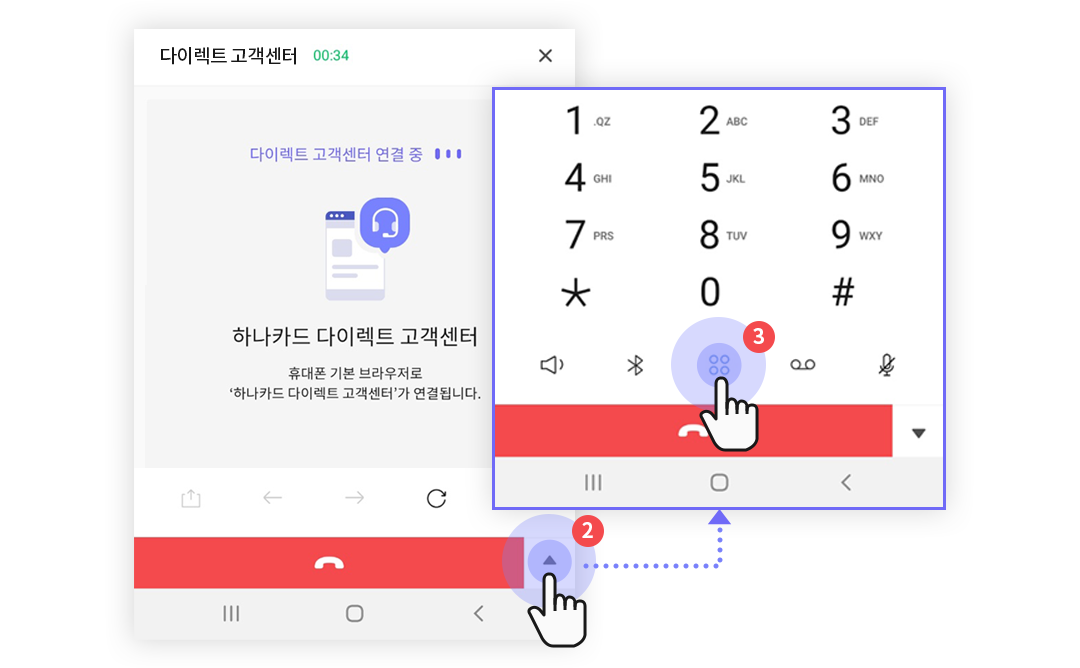 다이렉트 고객센터 00:34
다이렉트 고객센터 연결 중
하나카드 다이렉트 고객센터
휴대폰 기본 브라우저로
‘하나카드 다이렉트 고객센터’가 연결됩니다.
2
1 .QZ 2 ABC 3 DEF
4 GHI 5 JKL 6 MNO
7 PRS 8 TUV 9 WXY
* 0 #
3